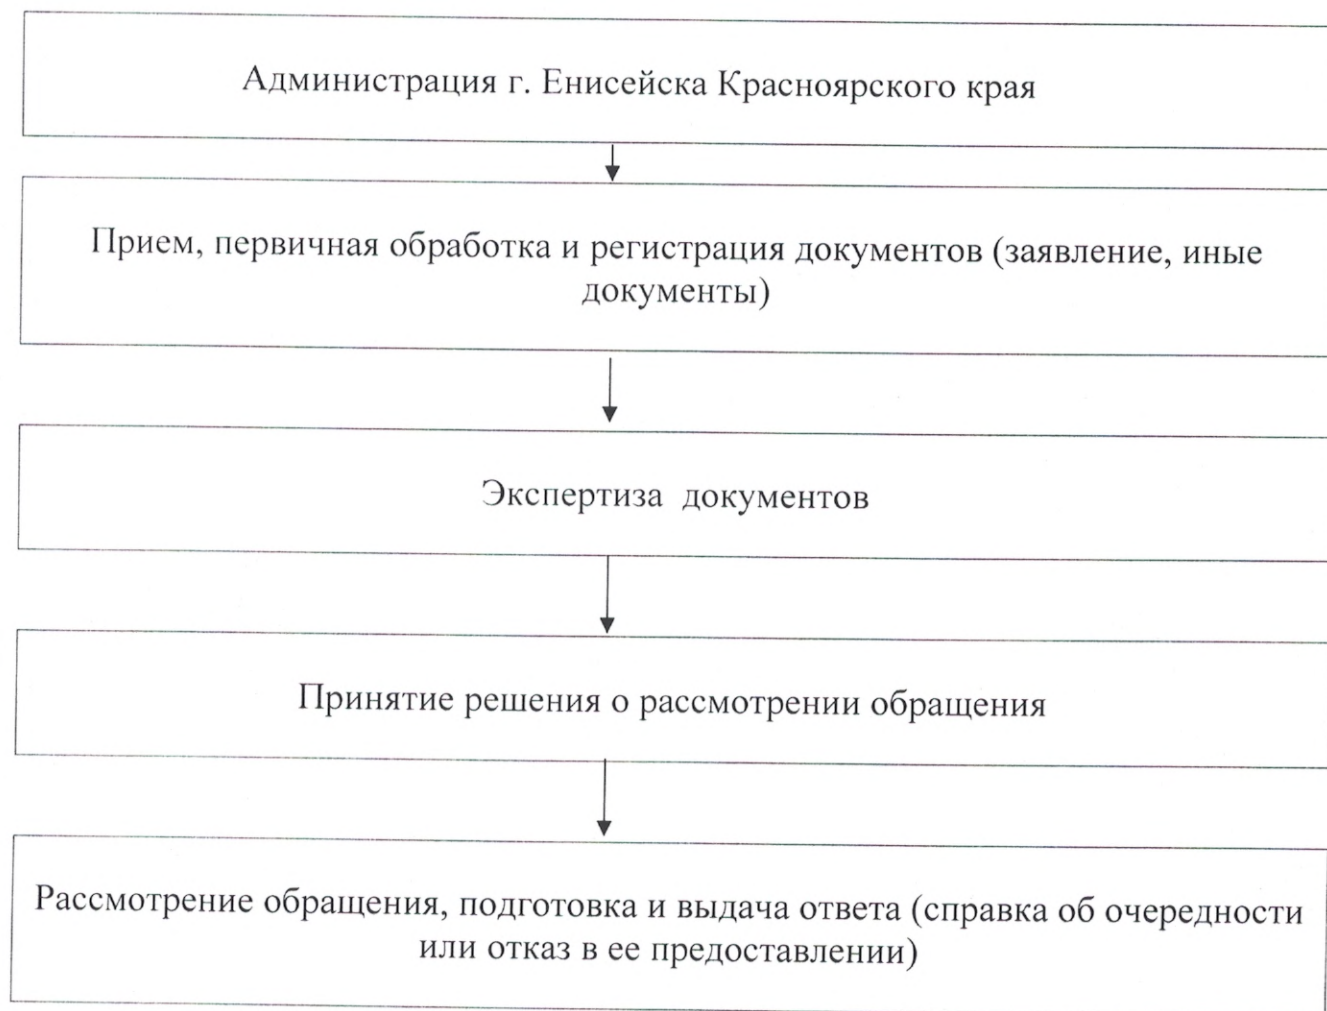 Администрация г. Енисейска Красноярского края
Прием, первичная обработка и регистрация документов (заявление, иные
документы)
Экспертиза документов
Принятие решения о рассмотрении обращения
Рассмотрение обращения, подготовка и выдача ответа (справка об очередности
или отказ в ее предоставлении)